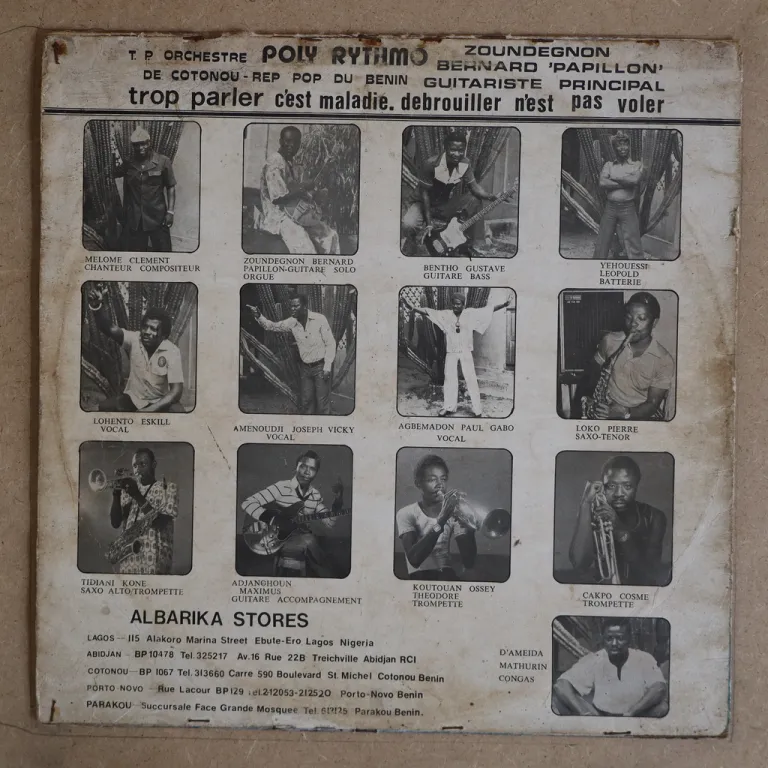 T. P. ORCHESTRE POLY RYTHMO
DE COTONOU - REP POP DU BENIN
ZOUNDEGNON
BERNARD 'PAPILLON'
GUITARISTE PRINCIPAL
trop parler c'est maladie. debrouiller n'est pas voler
MELOME CLEMENT
CHANTEUR COMPOSITEUR
ZOUNDEGNON BERNARD
PAPILLON-GUITARE SOLO
ORGUE
BENTHO GUSTAVE
GUITARE BASS
YEHOUESSI
LEOPOLD
BATTERIE
LOHENTO ESKILL
VOCAL
AMENOUDJI JOSEPH VICKY
VOCAL
AGBEMADON PAUL GABO
VOCAL
LOKO PIERRE
SAXO-TENOR
TIDIANI KONE
SAXO ALTO/TROMPETTE
ADJANOHOUN
MAXIMUS
GUITARE ACCOMPAGNEMENT
KOUTOUAN OSSEY
THEODORE
TROMPETTE
CAKPO COSME
TROMPETTE
D'AMEIDA
MATHURIN
CONGAS
ALBARIKA STORES
LAGOS - 115 Alakoro Marina Street Ebute-Ero Lagos Nigeria
ABIDJAN - BP 10478 Tel. 325217 Av. 16 Rue 22B Treichville Abidjan RCI
COTONOU - BP 1067 Tel. 313660 Carre 590 Boulevard St. Michel Cotonou Benin
PORTO-NOVO - Rue Lacour BP 129 Tel. 212053-212520 Porto-Novo Benin
PARAKOU - Succursale Face Grande Mosquee Tel. Parakou Benin.